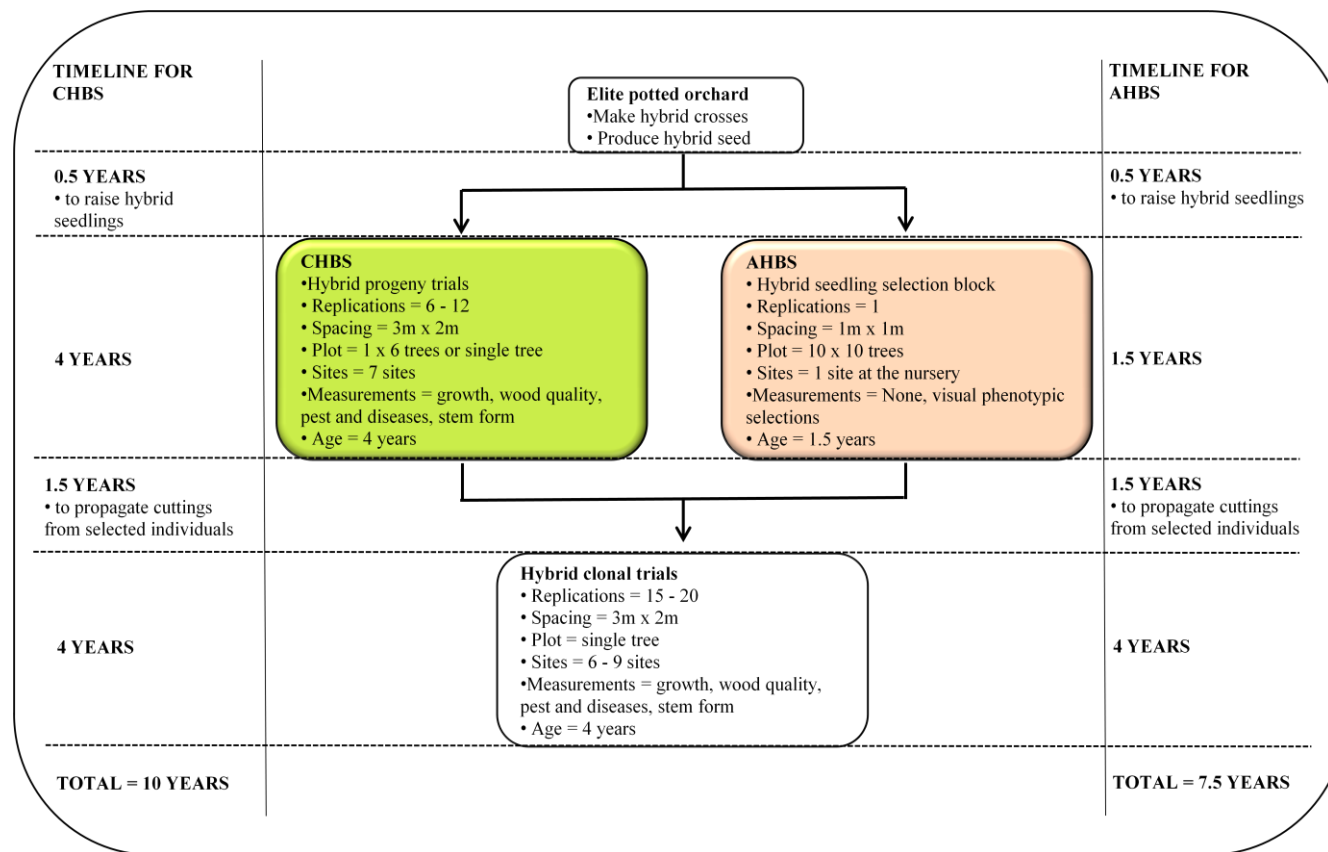 TIMELINE FOR
CHBS
Elite potted orchard
•Make hybrid crosses
• Produce hybrid seed
TIMELINE FOR
AHBS
0.5 YEARS
• to raise hybrid
seedlings
0.5 YEARS
• to raise hybrid seedlings
4 YEARS
CHBS
•Hybrid progeny trials
• Replications = 6 - 12
• Spacing = 3m x 2m
• Plot = 1 x 6 trees or single tree
• Sites = 7 sites
•Measurements = growth, wood quality,
pest and diseases, stem form
• Age = 4 years
AHBS
• Hybrid seedling selection block
• Replications = 1
• Spacing = 1m x 1m
• Plot = 10 x 10 trees
• Sites = 1 site at the nursery
•Measurements = None, visual phenotypic
selections
• Age = 1.5 years
1.5 YEARS
1.5 YEARS
• to propagate cuttings
from selected individuals
1.5 YEARS
• to propagate cuttings
from selected individuals
4 YEARS
Hybrid clonal trials
• Replications = 15 - 20
• Spacing = 3m x 2m
• Plot = single tree
• Sites = 6 - 9 sites
•Measurements = growth, wood quality,
pest and diseases, stem form
• Age = 4 years
4 YEARS
TOTAL = 10 YEARS
TOTAL = 7.5 YEARS